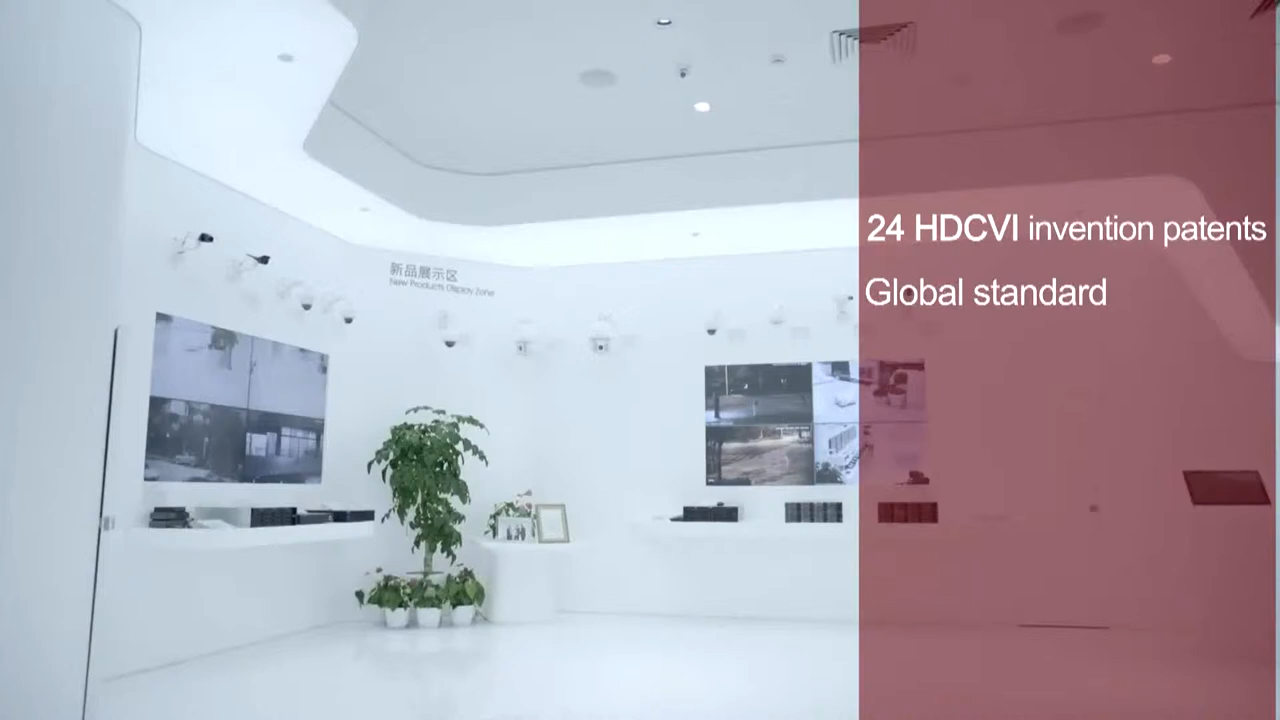 新品展示区
New Products Display Zone
24 HDCVI invention patents
Global standard